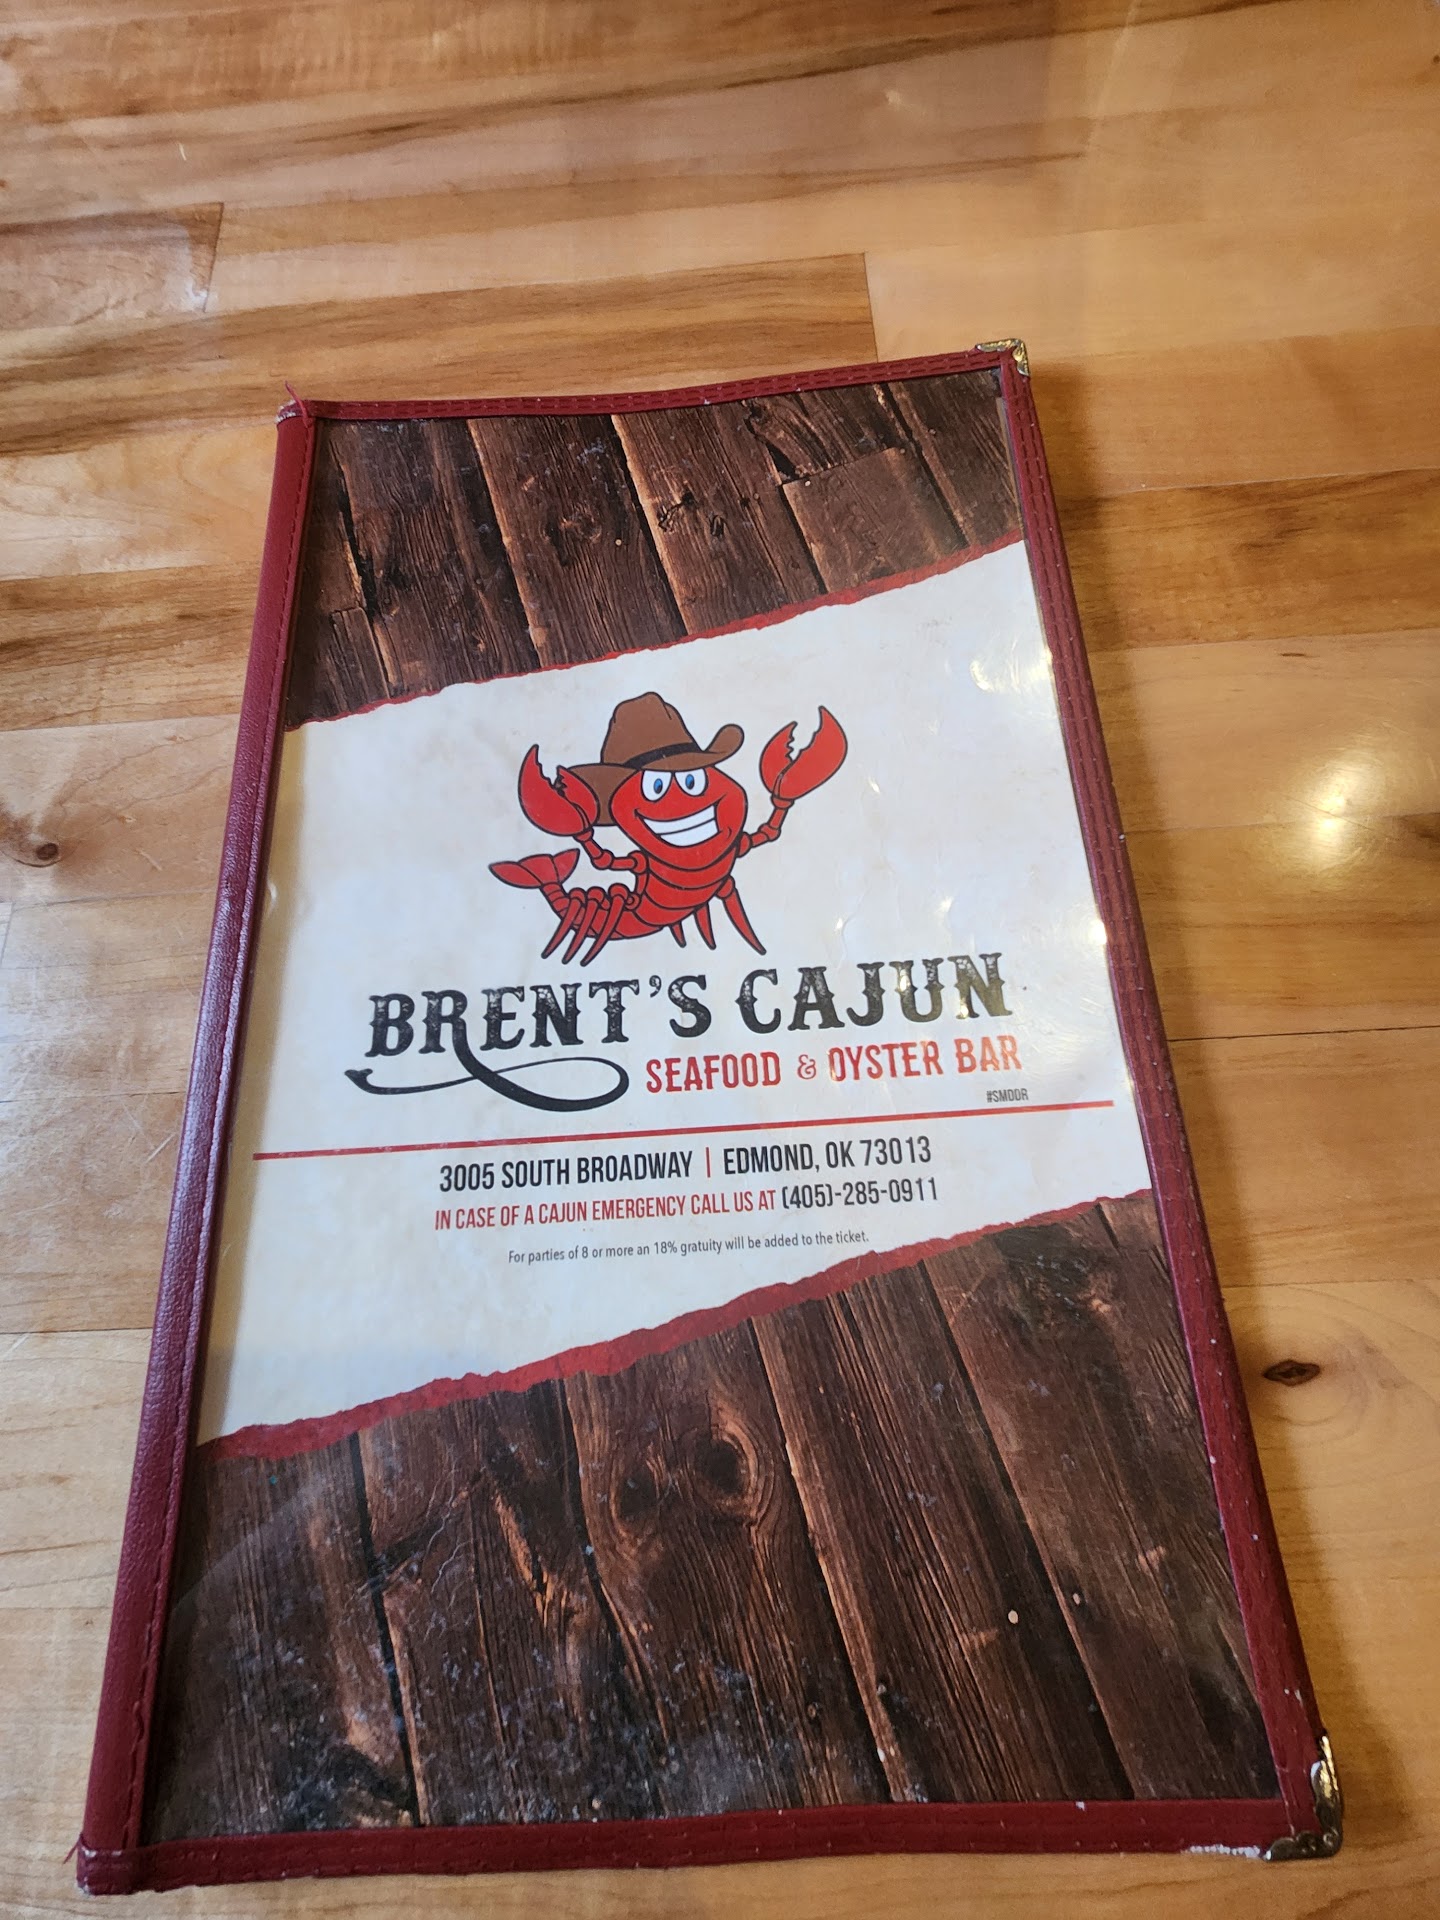 BRENT'S CAJUN
SEAFOOD & OYSTER BAR
#SMDDR
3005 SOUTH BROADWAY | EDMOND, OK 73013
IN CASE OF A CAJUN EMERGENCY CALL US AT (405)-285-0911
For parties of 8 or more an 18% gratuity will be added to the ticket.